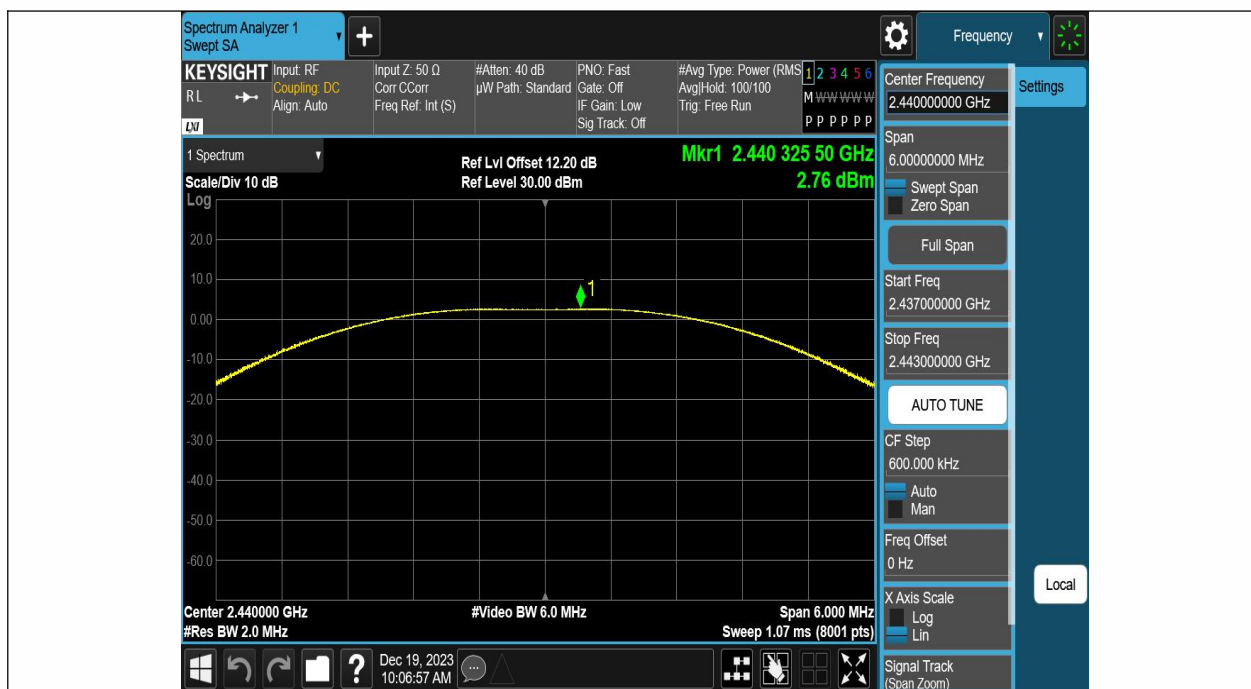 Spectrum Analyzer 1
Swept SA
+
Frequency
KEYSIGHT
RL
LXI
Input: RF
Coupling: DC
Align: Auto
Input Z: 50 Ω
Corr CCorr
Freq Ref: Int (S)
#Atten: 40 dB
µW Path: Standard
PNO: Fast
Gate: Off
IF Gain: Low
Sig Track: Off
#Avg Type: Power (RMS
Avg|Hold: 100/100
Trig: Free Run
1 2 3 4 5 6
M W W W W W
P P P P P P
1 Spectrum
Scale/Div 10 dB
Log
Ref Lvl Offset 12.20 dB
Ref Level 30.00 dBm
Mkr1 2.440 325 50 GHz
2.76 dBm
20.0
10.0
0.00
-10.0
-20.0
-30.0
-40.0
-50.0
-60.0
1
Center 2.440000 GHz
#Res BW 2.0 MHz
#Video BW 6.0 MHz
Span 6.000 MHz
Sweep 1.07 ms (8001 pts)
?
Dec 19, 2023
10:06:57 AM
Center Frequency
2.440000000 GHz
Span
6.00000000 MHz
Swept Span
Zero Span
Full Span
Start Freq
2.437000000 GHz
Stop Freq
2.443000000 GHz
AUTO TUNE
CF Step
600.000 kHz
Auto
Man
Freq Offset
0 Hz
X Axis Scale
Log
Lin
Signal Track
(Span Zoom)
Settings
Local